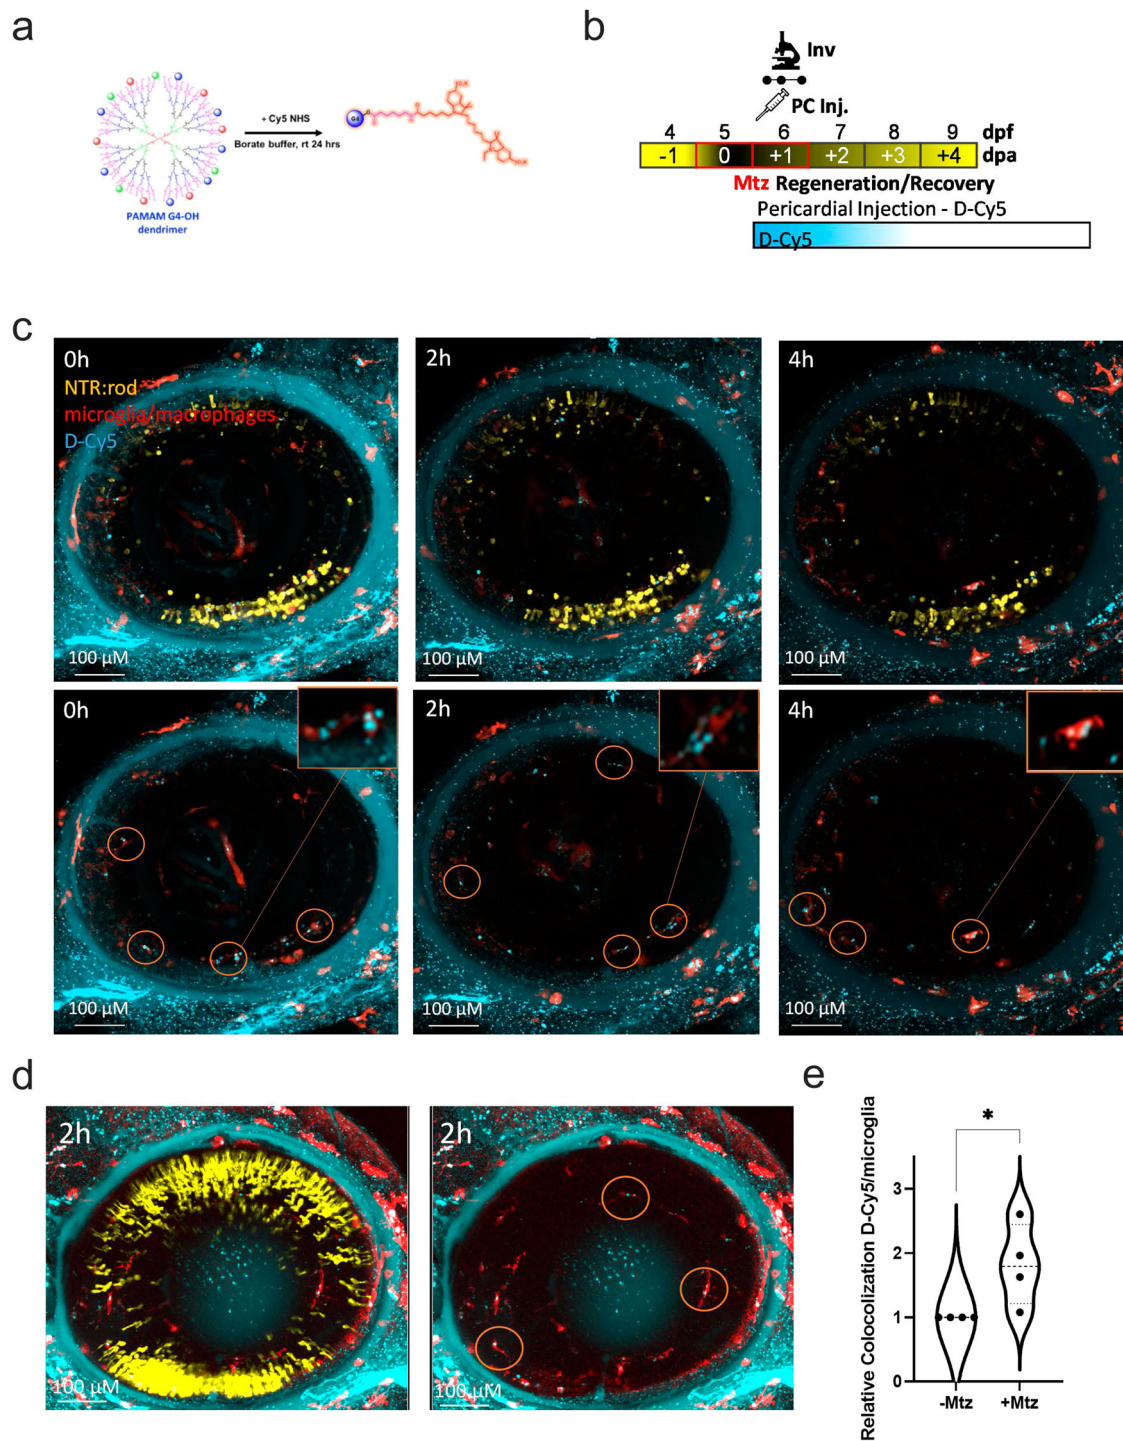 a
+ Cy5 NHS
Borate buffer, rt 24 hrs
G4
PAMAM G4-OH
dendrimer
b
Inv
PC Inj.
4 5 6 7 8 9 dpf
-1 0 +1 +2 +3 +4 dpa
Mtz Regeneration/Recovery
Pericardial Injection - D-Cy5
D-Cy5
c
0h
NTR:rod
microglia/macrophages
D-Cy5
100 µM
2h
100 µM
4h
100 µM
0h
100 µM
2h
100 µM
4h
100 µM
d
2h
100 µM
2h
100 µM
e
Relative Colocolization D-Cy5/microglia
*
3
2
1
0
-Mtz +Mtz